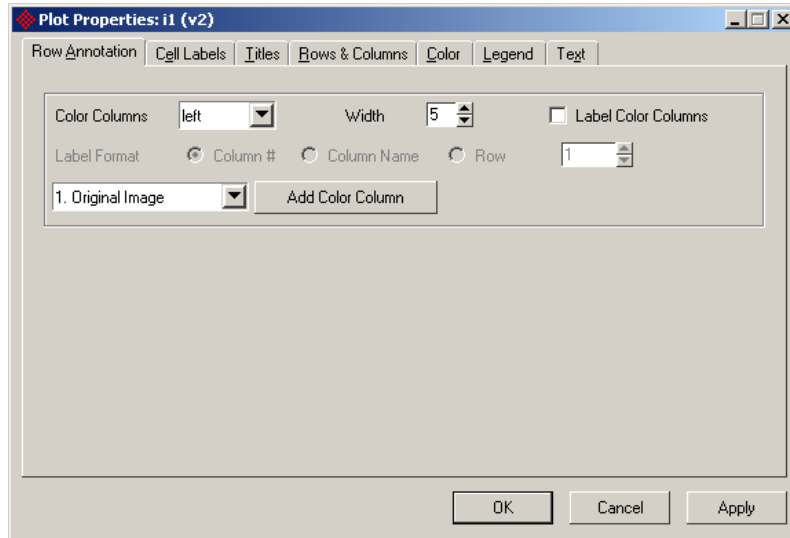 Plot Properties: i1 (v2)
Row Annotation Cell Labels Titles Rows & Columns Color Legend Text
Color Columns left Width 5 Label Color Columns
Label Format Column # Column Name Row 1
1. Original Image Add Color Column
OK Cancel Apply